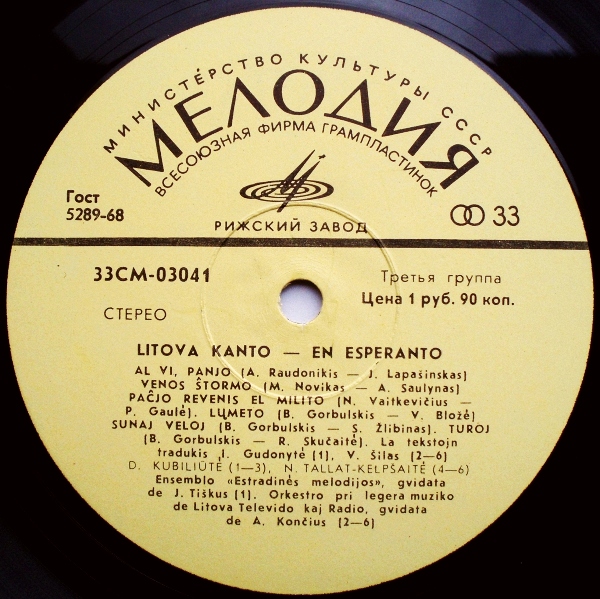 МИНИСТЕРСТВО КУЛЬТУРЫ СССР
МЕЛОДИЯ
ВСЕСОЮЗНАЯ ФИРМА ГРАМПЛАСТИНОК
Гост
5289-68
33
РИЖСКИЙ ЗАВОД
33СМ-03041
Третья группа
Цена 1 руб. 90 коп.
СТЕРЕО
LITOVA KANTO — EN ESPERANTO
AL VI, PANJO (A. Raudonikis — J. Lapašinskas)
VENOS ŜTORMO (M. Novikas — A. Saulynas)
PAĈJO REVENIS EL MILITO (N. Vaitkevičius —
P. Gaulė). LUMETO (B. Gorbulskis — V. Bložė)
SUNAJ VELOJ (B. Gorbulskis — S. Žlibinas). TUROJ
(B. Gorbulskis — R. Skučaitė). La tekstojn
tradukis I. Gudonytė (1), V. Šilas (2—6)
D. KUBILIŪTĖ (1—3), N. TALLAT-KELPŠAITĖ (4—6)
Ensemblo «Estradinės melodijos», gvidata
de J. Tiškus (1). Orkestro pri legera muziko
de Litova Televido kaj Radio, gvidata
de A. Končius (2—6)